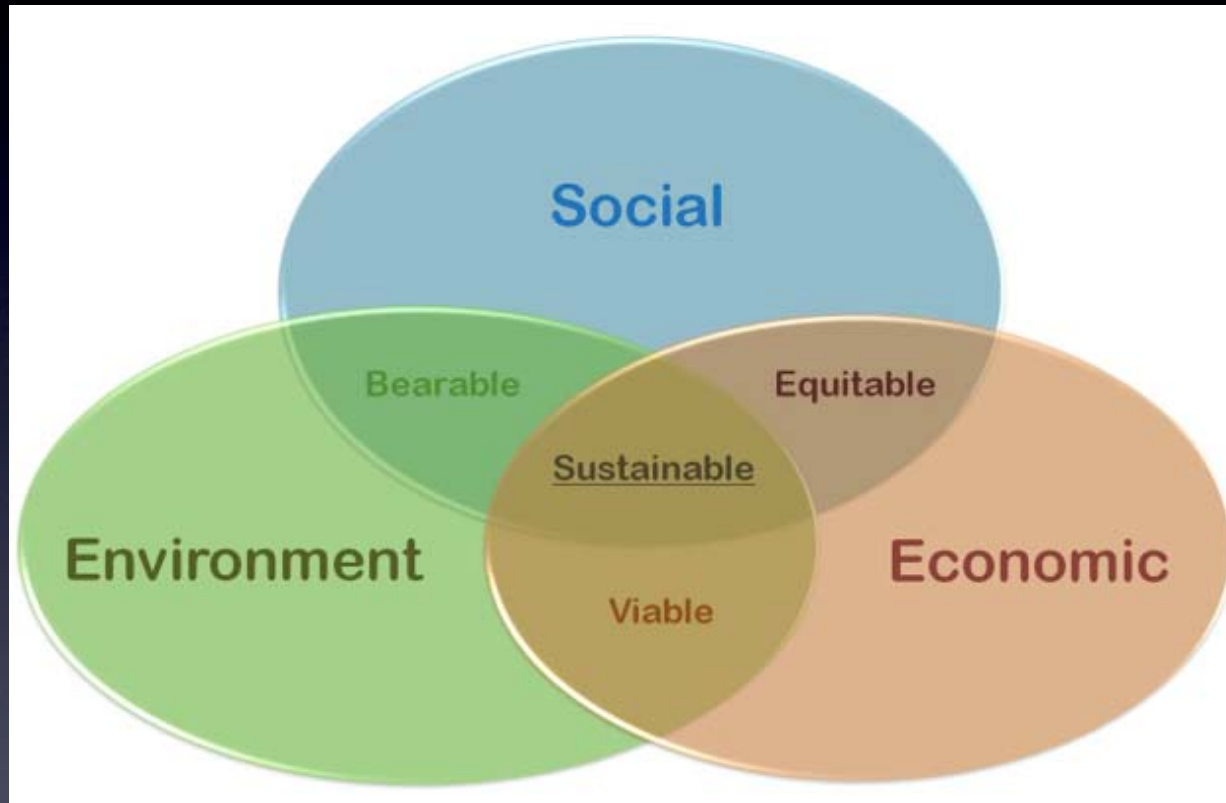 Social
Bearable
Equitable
Sustainable
Environment
Economic
Viable